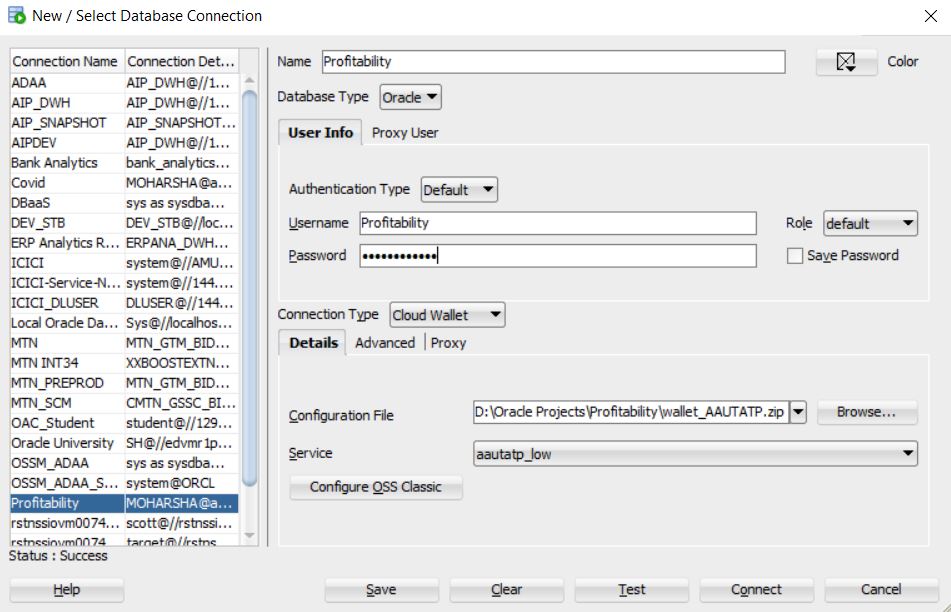 New / Select Database Connection
Connection Name Connection Det...
ADAA AIP_DWH@//1...
AIP_DWH AIP_DWH@//1...
AIP_SNAPSHOT AIP_SNAPSHOT...
AIPDEV AIP_DWH@//1...
Bank Analytics bank_analytics...
Covid MOHARSHA@a...
DBaaS sys as sysdba...
DEV_STB DEV_STB@//loc...
ERP Analytics R... ERPANA_DWH...
ICICI system@//AMU...
ICICI-Service-N... system@//144....
ICICI_DLUSER DLUSER@//144...
Local Oracle Da... Sys@//localhos...
MTN MTN_GTM_BID...
MTN INT34 XXBOOSTEXTN...
MTN_PREPROD MTN_GTM_BID...
MTN_SCM CMTN_GSSC_BI...
OAC_Student student@//129...
Oracle University SH@//edvmr1p...
OSSM_ADAA sys as sysdba...
OSSM_ADAA_S... system@ORCL
Profitability MOHARSHA@a...
rstnssiovm0074... scott@//rstnssi...
rstnssiovm0074... target@//rstns...
Status : Success
Name Profitability Color
Database Type Oracle
User Info Proxy User
Authentication Type Default
Username Profitability Role default
Password •••••••••••• Save Password
Connection Type Cloud Wallet
Details Advanced Proxy
Configuration File D:\Oracle Projects\Profitability\wallet_AAUTATP.zip Browse...
Service aautatp_low
Configure OSS Classic
Help Save Clear Test Connect Cancel